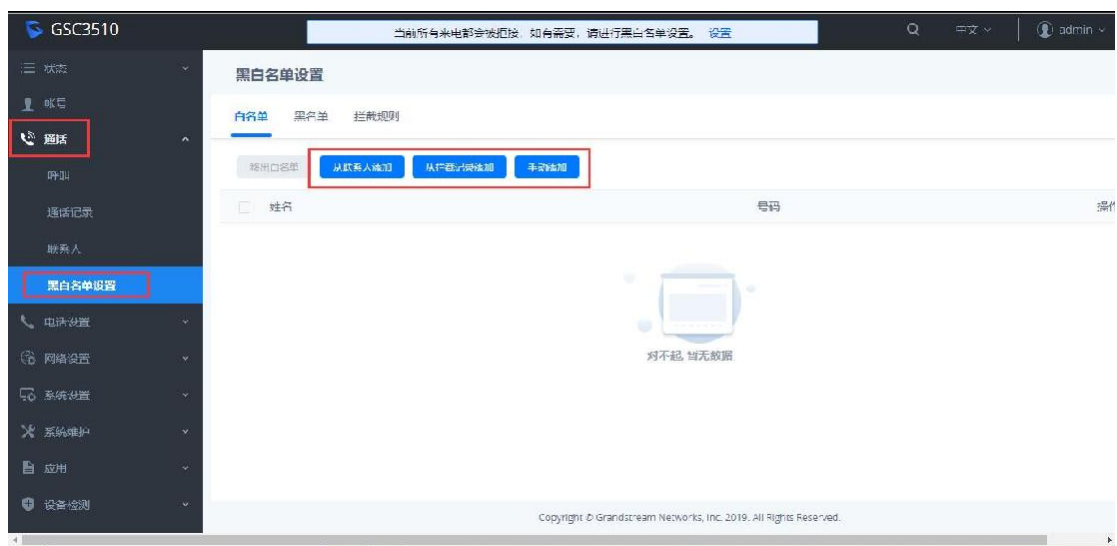 GSC3510
当前所有来电都会被拒接，如有需要，请进行黑白名单设置。 设置
中文
admin
状态
账号
通话
呼叫
通话记录
联系人
黑白名单设置
电话设置
网络设置
系统设置
系统维护
应用
设备检测
黑白名单设置
白名单 黑名单 拦截规则
移出白名单 从联系人添加 从拦截记录添加 手动添加
姓名 号码 操作
对不起, 暂无数据
Copyright © Grandstream Networks, Inc. 2019. All Rights Reserved.